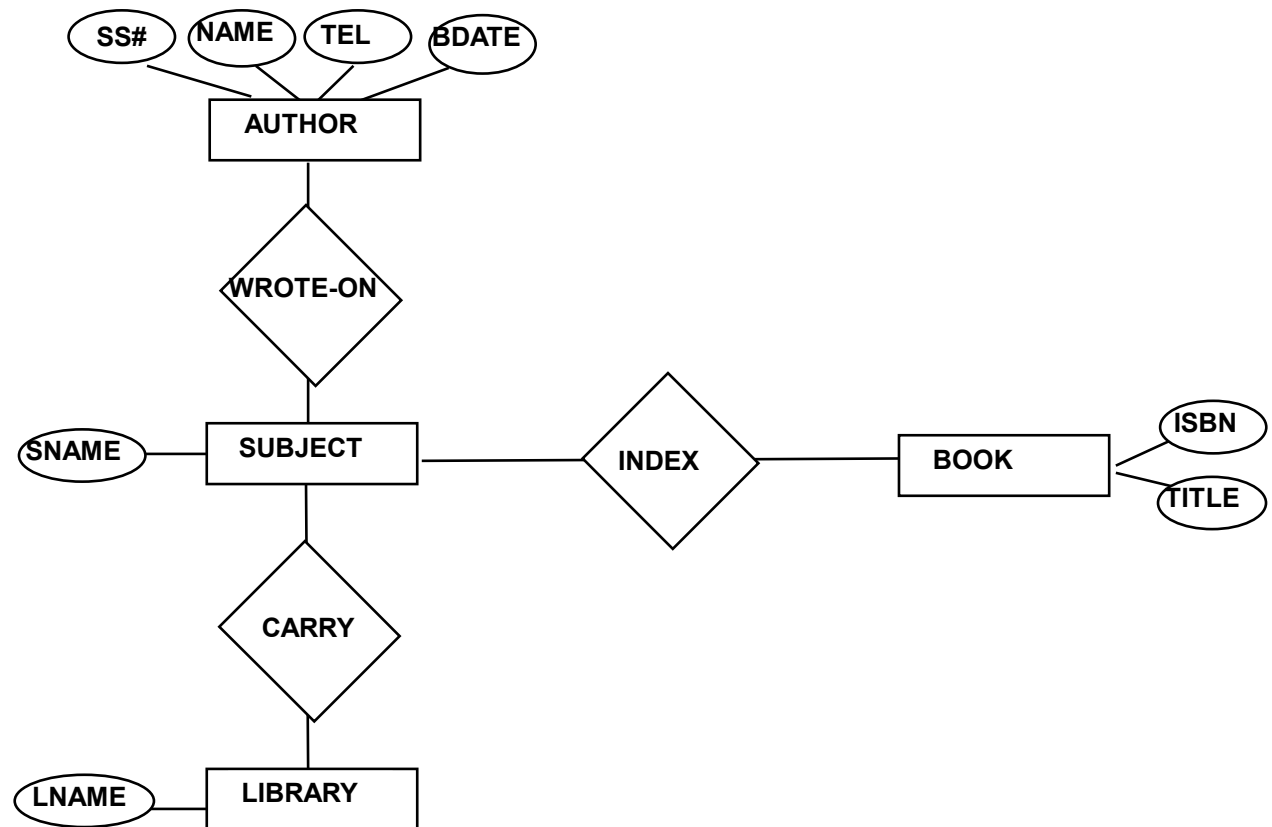 SS# NAME TEL BDATE
AUTHOR
WROTE-ON
SNAME SUBJECT INDEX BOOK ISBN
TITLE
CARRY
LNAME LIBRARY